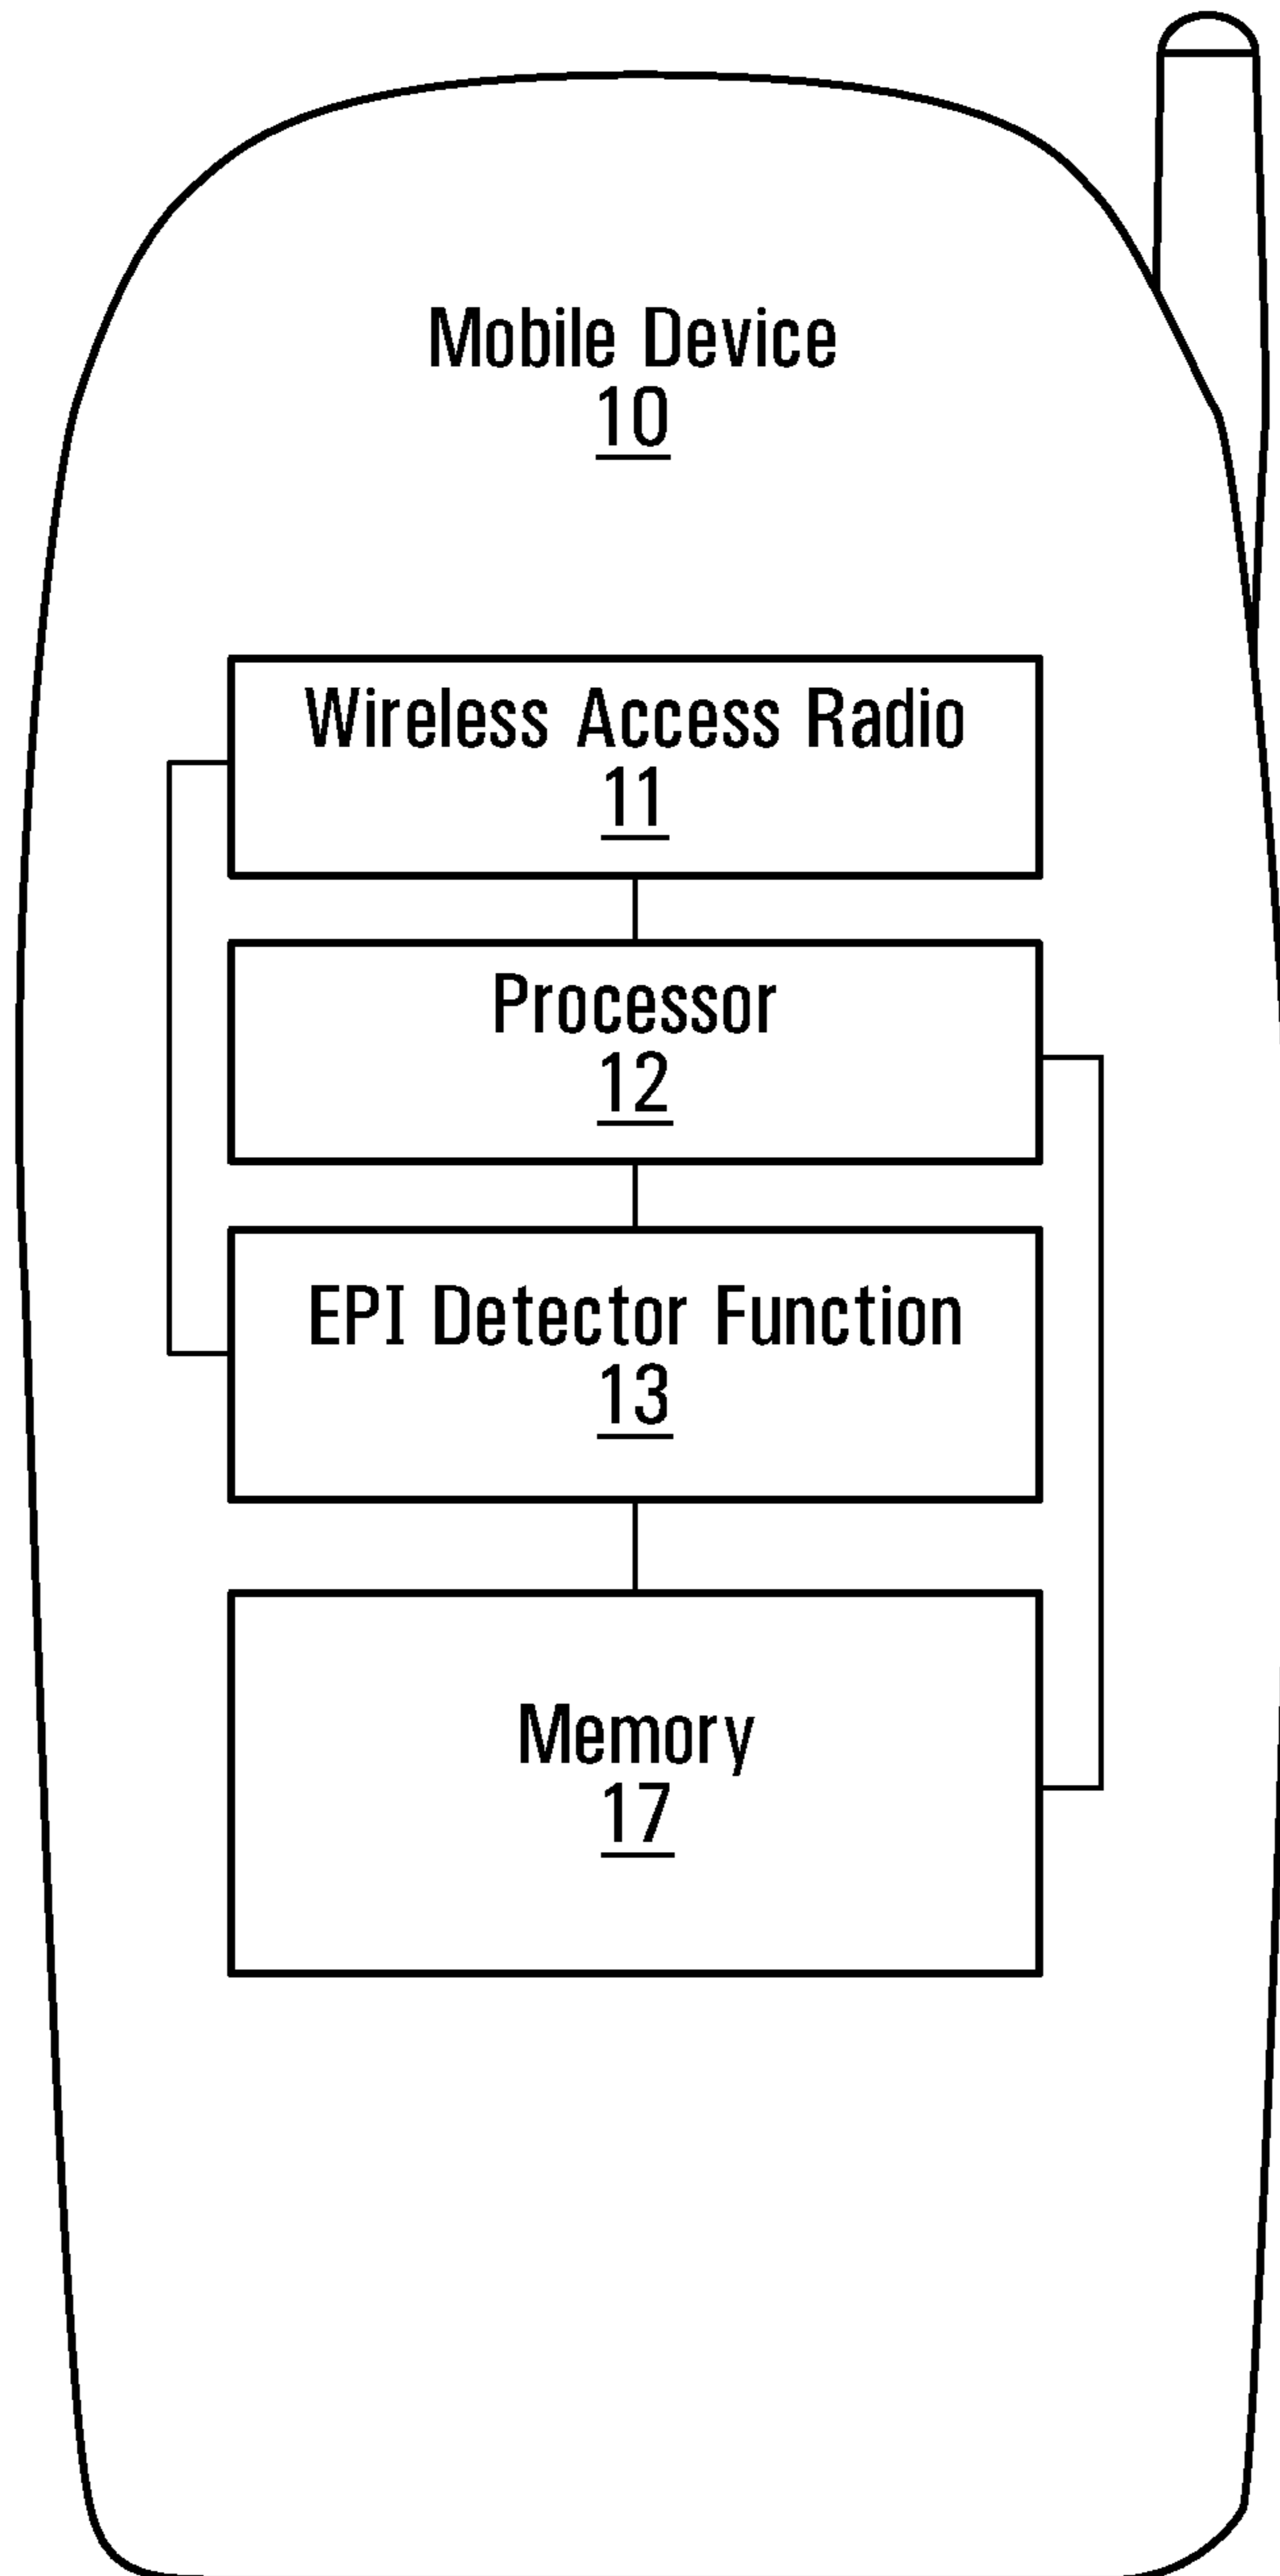 Mobile Device
10
Wireless Access Radio
11
Processor
12
EPI Detector Function
13
Memory
17